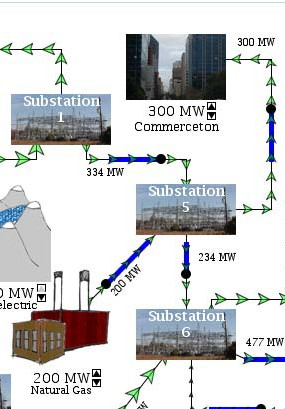 300 MW
Substation
1
300 MW
Commerceton
334 MW
Substation
5
200 MW
234 MW
0 MW
electric
Substation
6
477 MW
200 MW
Natural Gas